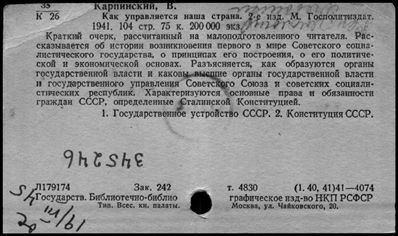 35
К 26
Карпинский, В.
Как управляется наша страна. 2-е изд. М. Госполитиздат.
1941. 104 стр. 75 к. 200 000 экз.
Краткий очерк, рассчитанный на малоподготовленного читателя. Рас-
сказывается об истории возникновения первого в мире Советского социа-
листического государства, о принципах его построения, о его политиче-
ской и экономической основах. Разъясняется, как образуются органы
государственной власти и каковы высшие органы государственной власти
и государственного управления Советского Союза и советских социали-
стических республик. Характеризуются основные права и обязанности
граждан СССР, определенные Сталинской Конституцией.
1. Государственное устройство СССР. 2. Конституция СССР.
345246
Л179174 Зак. 242 т. 4830 (1. 40, 41)41—4074
Государств. Библиотечно-библио графическое изд-во НКП РСФСР
Тип. Всес. кн. палаты. Москва, ул. Чайковского, 20.